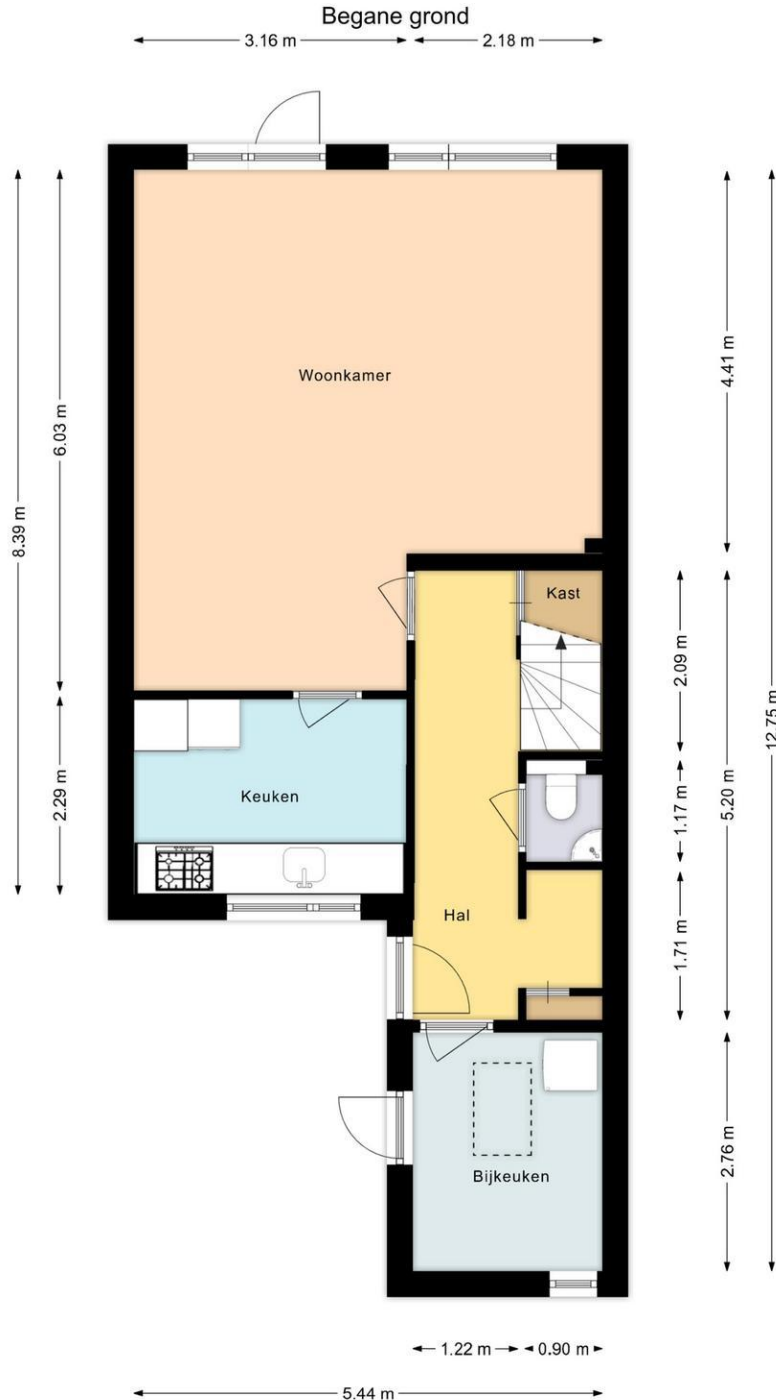 Begane grond
3.16 m
2.18 m
Woonkamer
4.41 m
6.03 m
8.39 m
Kast
2.09 m
12.75 m
Keuken
2.29 m
1.17 m
5.20 m
Hal
1.71 m
2.76 m
Bijkeuken
1.22 m
0.90 m
5.44 m